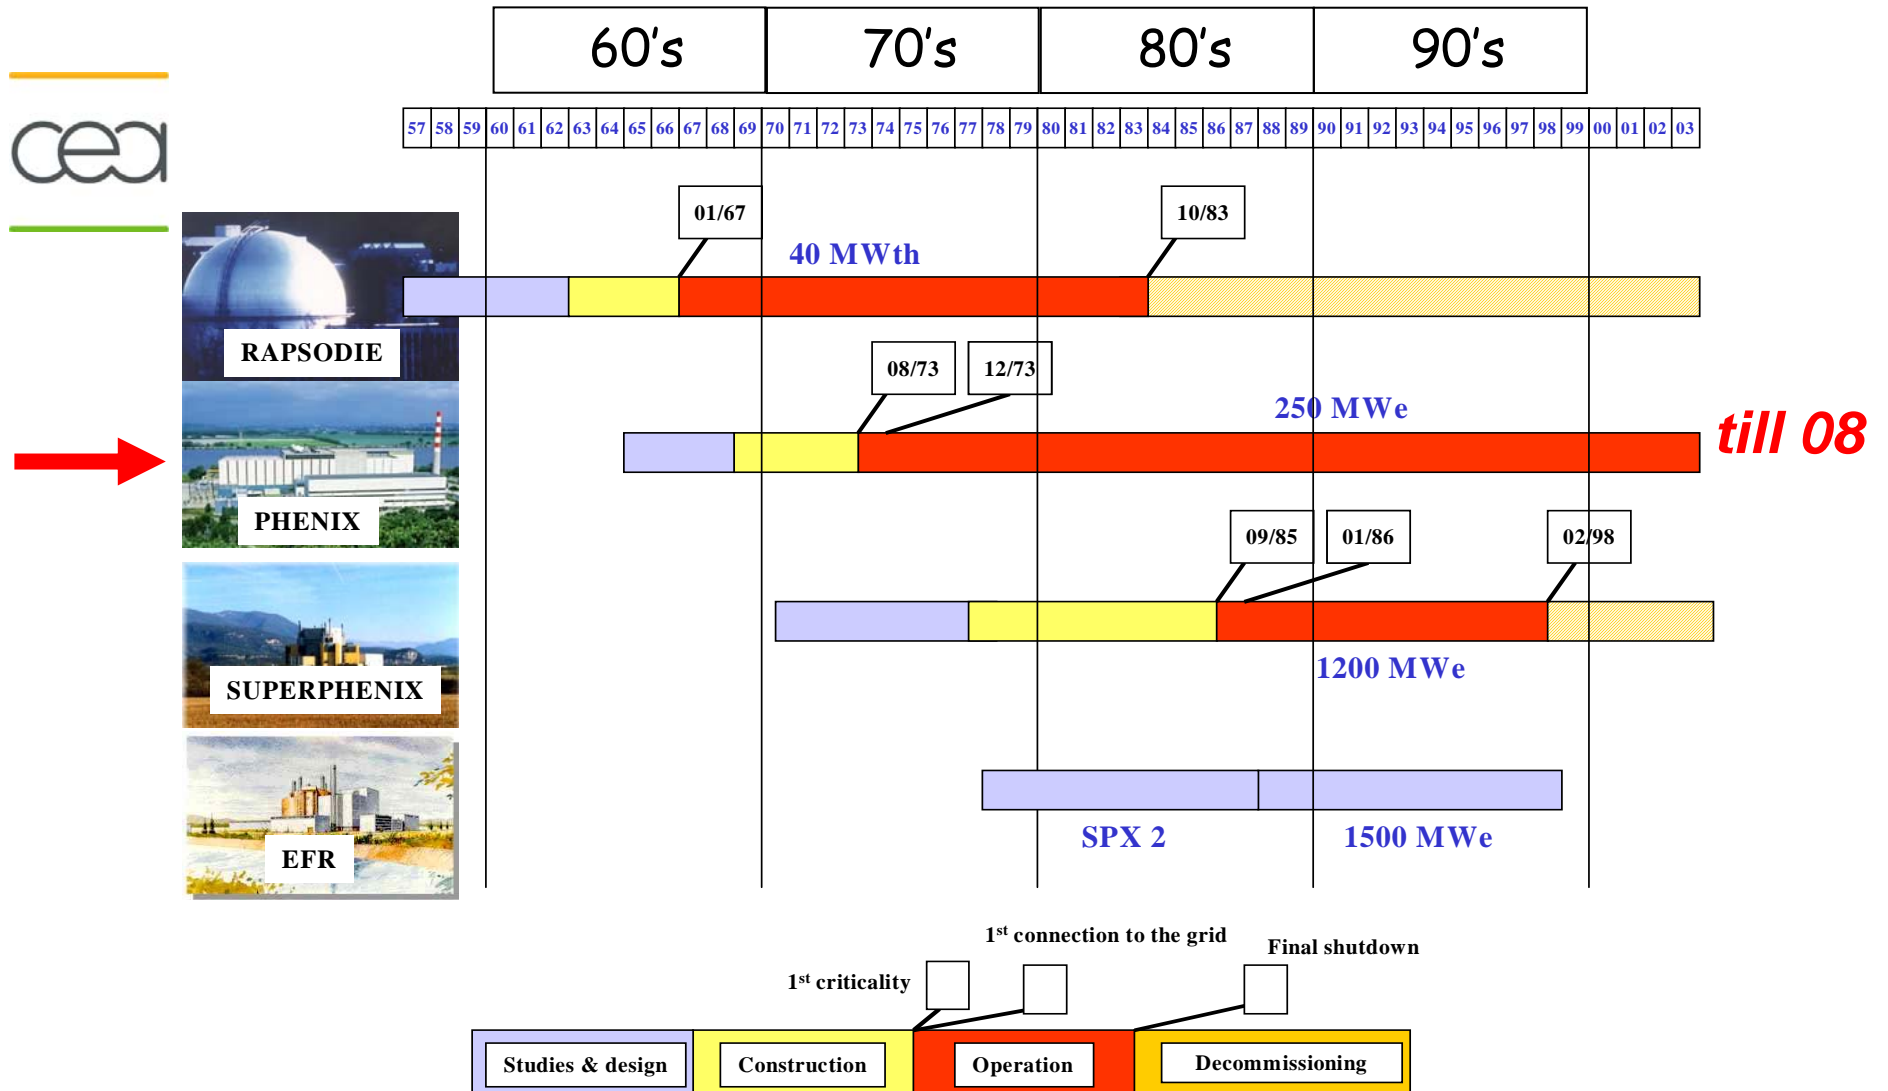 60's 70's 80's 90's
57 58 59 60 61 62 63 64 65 66 67 68 69 70 71 72 73 74 75 76 77 78 79 80 81 82 83 84 85 86 87 88 89 90 91 92 93 94 95 96 97 98 99 00 01 02 03
cea
01/67 10/83
40 MWth
RAPSODIE
08/73 12/73
250 MWe
till 08
PHENIX
09/85 01/86 02/98
1200 MWe
SUPERPHENIX
SPX 2 1500 MWe
EFR
1st connection to the grid
Final shutdown
1st criticality
Studies & design Construction Operation Decommissioning